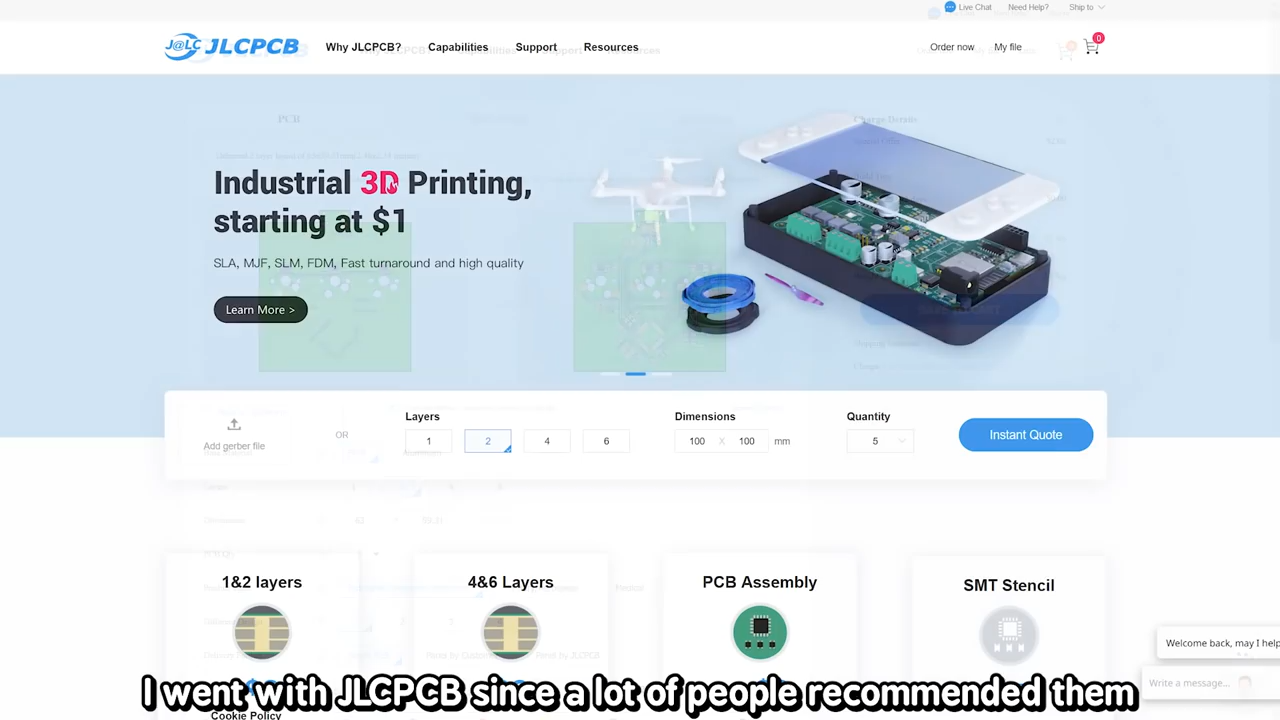 Live Chat
Need Help?
Ship to
J@LC JLCPCB
Why JLCPCB?
Capabilities
Support
Resources
Order now
My file
0
PCB
Charge Details
Industrial 3D Printing,
starting at $1
SLA, MJF, SLM, FDM, Fast turnaround and high quality
Learn More >
Add gerber file
OR
Layers
1
2
4
6
Dimensions
100 X 100 mm
Quantity
5
Instant Quote
1&2 layers
4&6 Layers
PCB Assembly
SMT Stencil
Welcome back, may I help
Write a message...
I went with JLCPCB since a lot of people recommended them
Cookie Policy